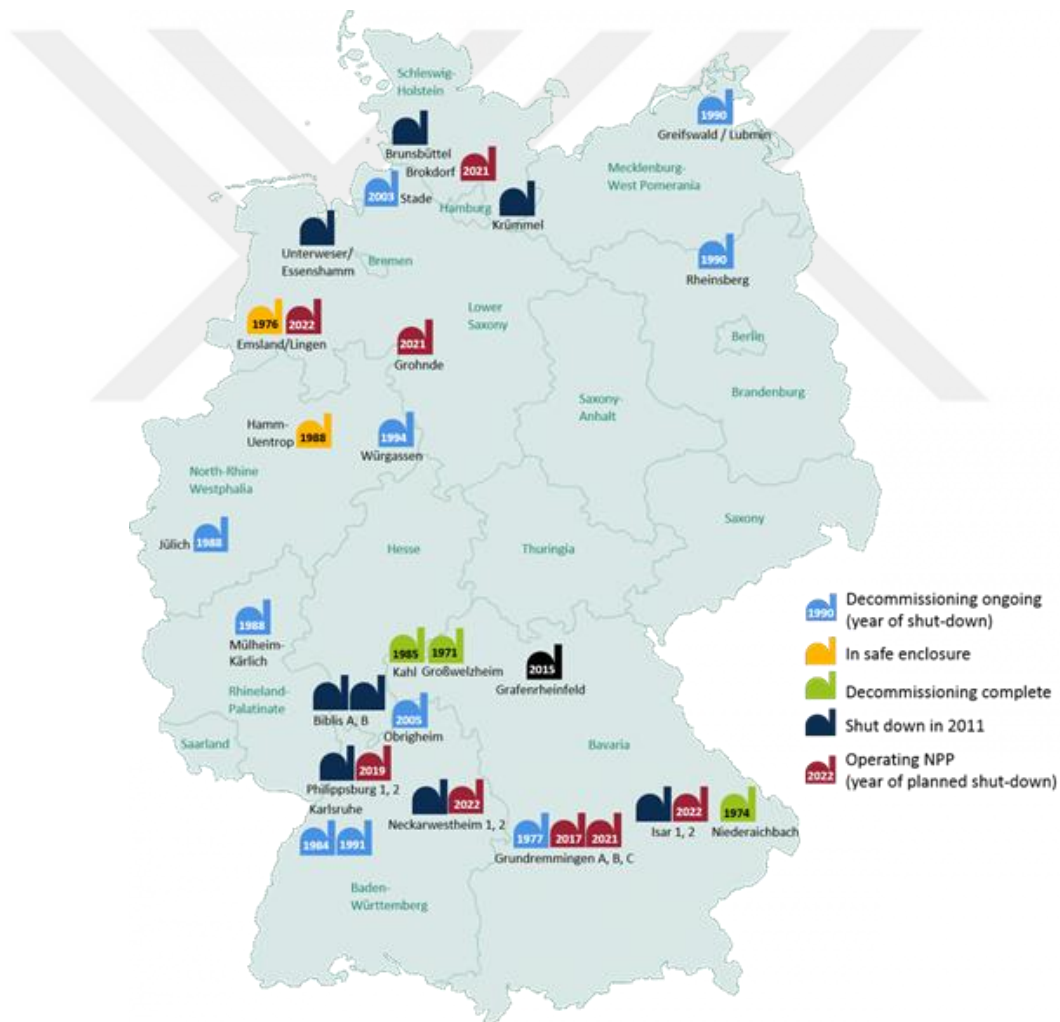 Schleswig-
Holstein
1990
Greifswald / Lubmin
Brunsbüttel
Brokdorf
2021
Mecklenburg-
West Pomerania
2003
Stade
Hamburg
Krümmel
Unterweser/
Essenshamm
Bremen
1990
Rheinsberg
Lower
Saxony
1976
2022
Emsland/Lingen
2021
Grohnde
Berlin
Brandenburg
Saxony-
Anhalt
Hamm-
Uentrop
1988
1994
Würgassen
North-Rhine
Westphalia
Saxony
Jülich
1988
Hesse
Thuringia
1988
Mülheim-
Kärlich
1985
1971
Kahl
Großwelzheim
2015
Grafenrheinfeld
Rhineland-
Palatinate
Biblis A, B
2005
Obrigheim
Saarland
Bavaria
2019
Philippsburg 1, 2
Karlsruhe
2022
Neckarwestheim 1, 2
1984
1991
1977
2017
2021
Grundremmingen A, B, C
2022
Isar 1, 2
1974
Niederaichbach
Baden-
Württemberg
1990
Decommissioning ongoing
(year of shut-down)
In safe enclosure
Decommissioning complete
Shut down in 2011
2022
Operating NPP
(year of planned shut-down)